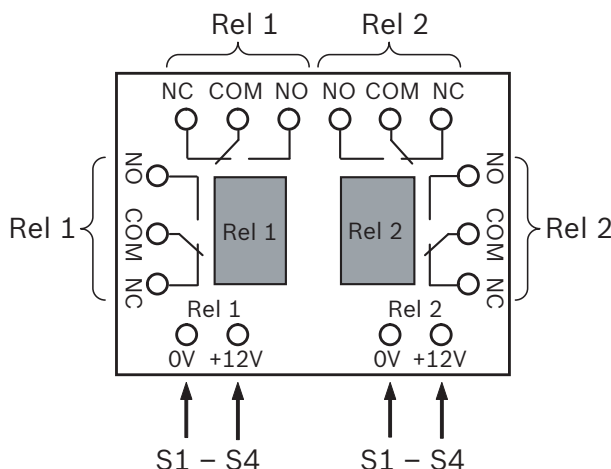 Rel 1 Rel 2
NC COM NO NO COM NC
NO NO
Rel 1 COM Rel 1 Rel 2 COM Rel 2
NC NC
Rel 1 Rel 2
0V +12V 0V +12V
S1 – S4 S1 – S4